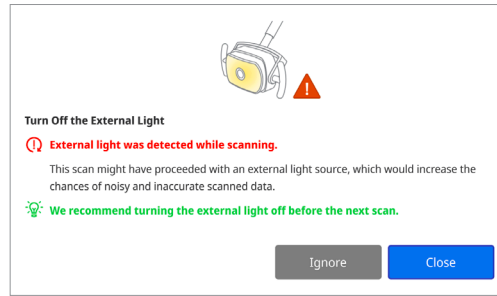 Turn Off the External Light
External light was detected while scanning.
This scan might have proceeded with an external light source, which would increase the
chances of noisy and inaccurate scanned data.
We recommend turning the external light off before the next scan.
Ignore Close